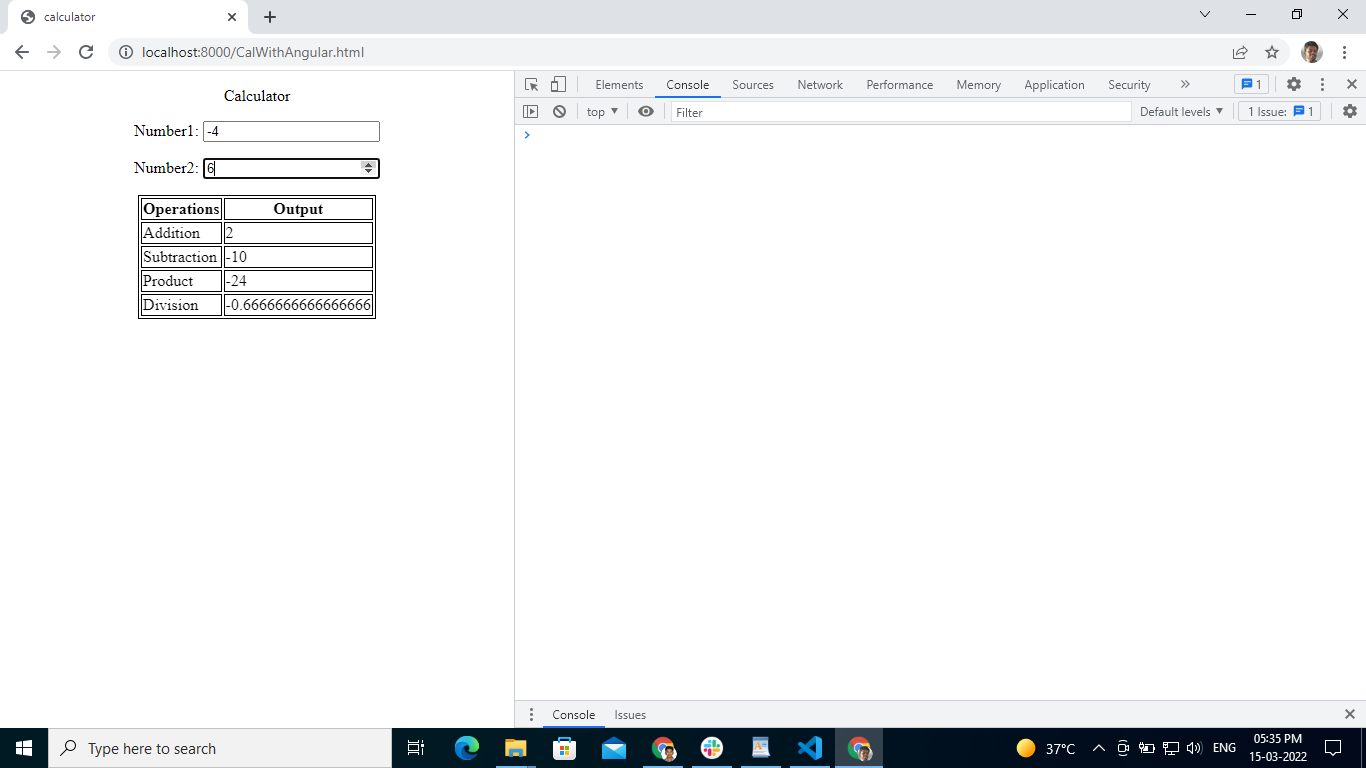 calculator
localhost:8000/CalWithAngular.html
Elements Console Sources Network Performance Memory Application Security » 1
top Filter Default levels 1 Issue: 1
Calculator
Number1: -4
Number2: 6
Operations Output
Addition 2
Subtraction -10
Product -24
Division -0.6666666666666666
Console Issues
Type here to search
37°C ENG 05:35 PM
15-03-2022